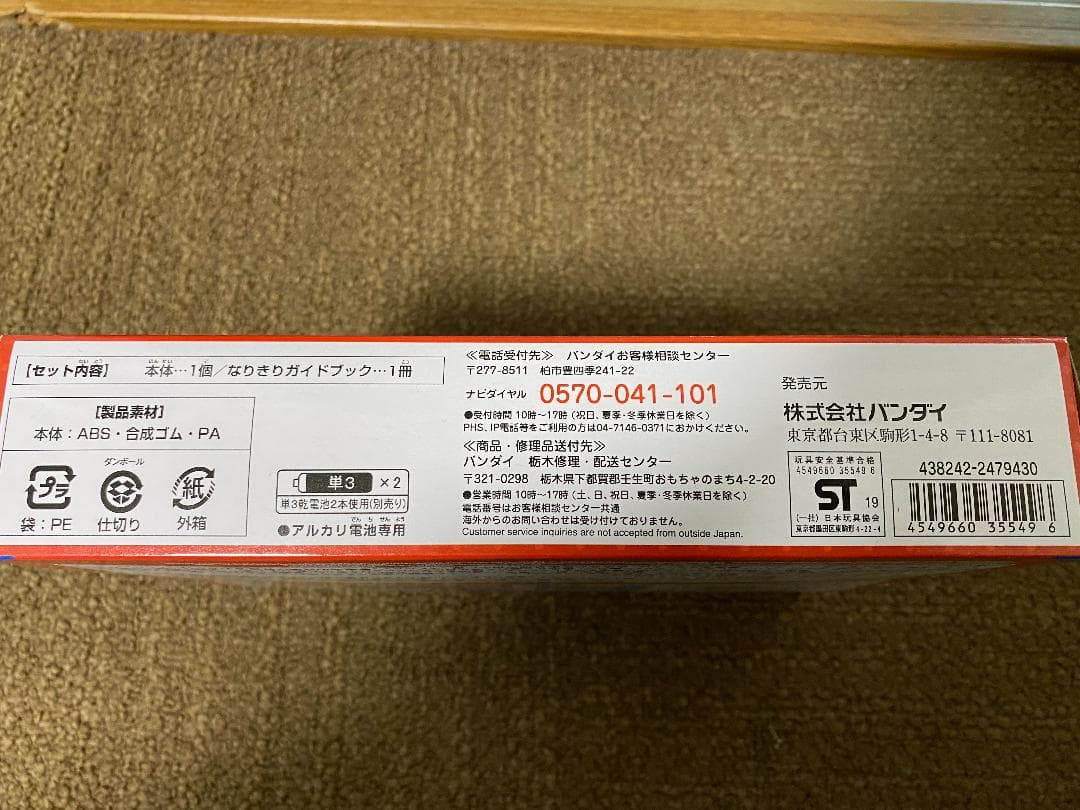 【セット内容】 本体…1個／なりきりガイドブック…1冊
【製品素材】
本体：ABS・合成ゴム・PA
プラ
袋：PE
ダンボール
仕切り
紙
外箱
単3 ×2
単3乾電池2本使用(別売り)
●アルカリ電池専用
≪電話受付先≫ バンダイお客様相談センター
〒277-8511 柏市豊四季241-22
ナビダイヤル 0570-041-101
●受付時間 10時〜17時 (祝日、夏季・冬季休業日を除く)
PHS、IP電話等をご利用の方は04-7146-0371におかけください。
≪商品・修理品送付先≫
バンダイ 栃木修理・配送センター
〒321-0298 栃木県下都賀郡壬生町おもちゃのまち4-2-20
●営業時間 10時〜17時 (土、日、祝日、夏季・冬季休業日を除く)
電話番号はお客様相談センター共通
海外からのお問い合わせは受け付けておりません。
Customer service inquiries are not accepted from outside Japan.
発売元
株式会社バンダイ
東京都台東区駒形1-4-8 〒111-8081
玩具安全基準合格
4549660 35549 6
ST 19
(一社) 日本玩具協会
東京都墨田区東駒形4-22-4
438242-2479430
4549660 35549 6